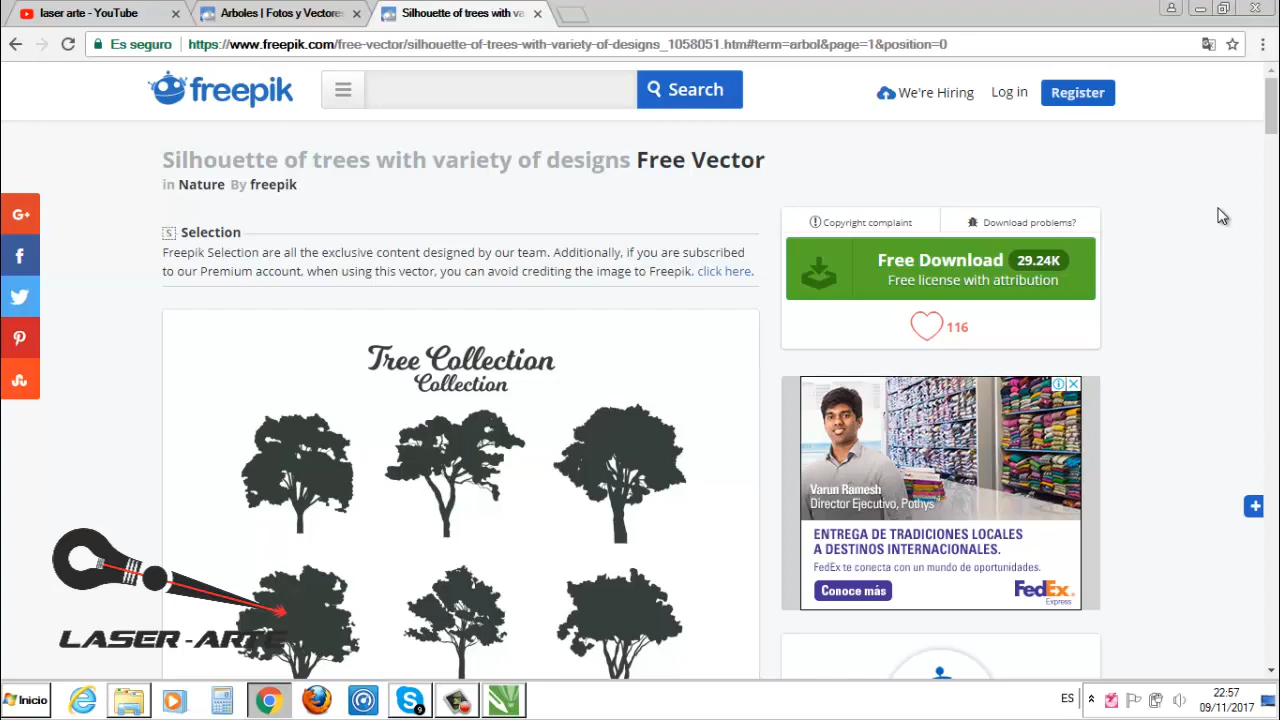 laser arte - YouTube
Arboles | Fotos y Vectores
Silhouette of trees with va
Es seguro
https://www.freepik.com/free-vector/silhouette-of-trees-with-variety-of-designs_1058051.htm#term=arbol&page=1&position=0
freepik
Search
We're Hiring
Log in
Register
Silhouette of trees with variety of designs Free Vector
in Nature By freepik
S Selection
Freepik Selection are all the exclusive content designed by our team. Additionally, if you are subscribed
to our Premium account, when using this vector, you can avoid crediting the image to Freepik. click here.
Copyright complaint
Download problems?
Free Download 29.24K
Free license with attribution
116
G+
f
Tree Collection
Collection
Varun Ramesh
Director Ejecutivo, Pothys
ENTREGA DE TRADICIONES LOCALES
A DESTINOS INTERNACIONALES.
FedEx te conecta con un mundo de oportunidades.
Conoce más
FedEx
Express
LASER-ARTE
Inicio
ES
22:57
09/11/2017